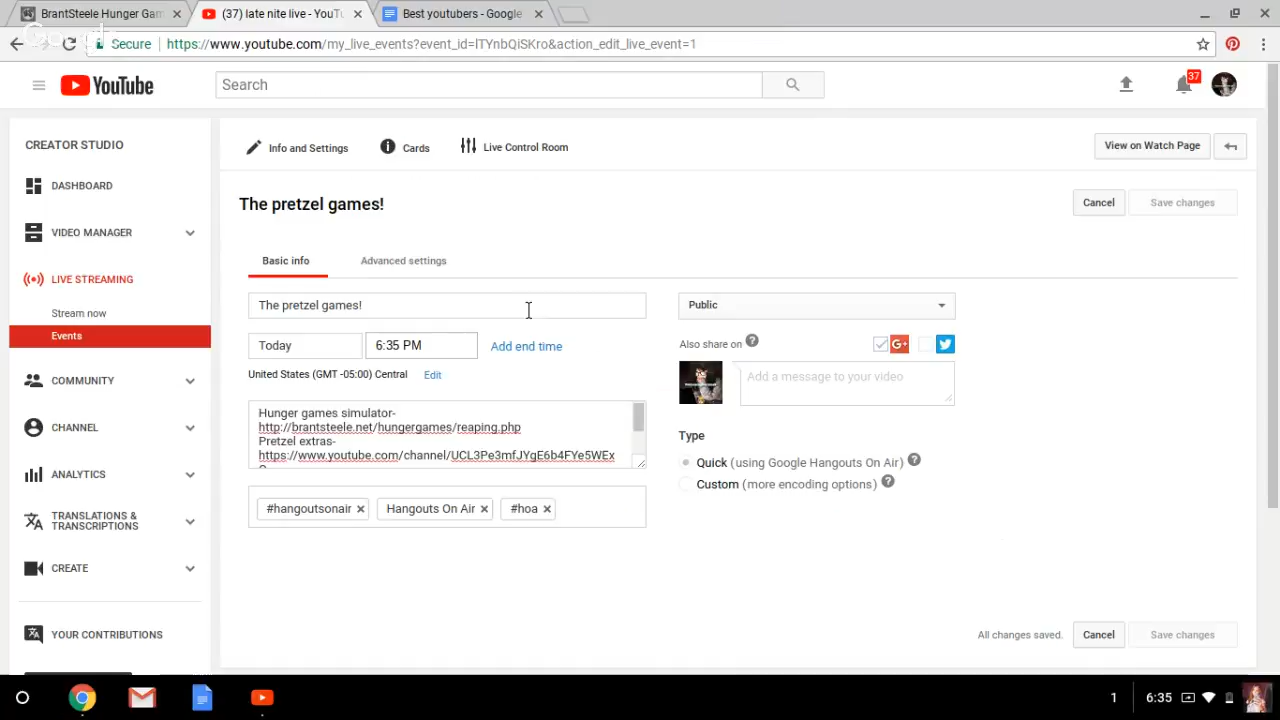 BrantSteele Hunger Gam
(37) late nite live - YouTu
Best youtubers - Google
Google
Secure
https://www.youtube.com/my_live_events?event_id=lTYnbQiSKro&action_edit_live_event=1
YouTube
Search
37
CREATOR STUDIO
Info and Settings
Cards
Live Control Room
View on Watch Page
DASHBOARD
The pretzel games!
Cancel
Save changes
VIDEO MANAGER
Basic info
Advanced settings
LIVE STREAMING
The pretzel games!
Public
Stream now
Events
Today
6:35 PM
Add end time
Also share on
G+
United States (GMT -05:00) Central
Edit
Add a message to your video
COMMUNITY
Hunger games simulator-
http://brantsteele.net/hungergames/reaping.php
Pretzel extras-
https://www.youtube.com/channel/UCL3Pe3mfJYgE6b4FYe5WEx
CHANNEL
Type
Quick (using Google Hangouts On Air)
Custom (more encoding options)
ANALYTICS
#hangoutsonair
Hangouts On Air
#hoa
TRANSLATIONS &
TRANSCRIPTIONS
CREATE
YOUR CONTRIBUTIONS
All changes saved.
Cancel
Save changes
1
6:35